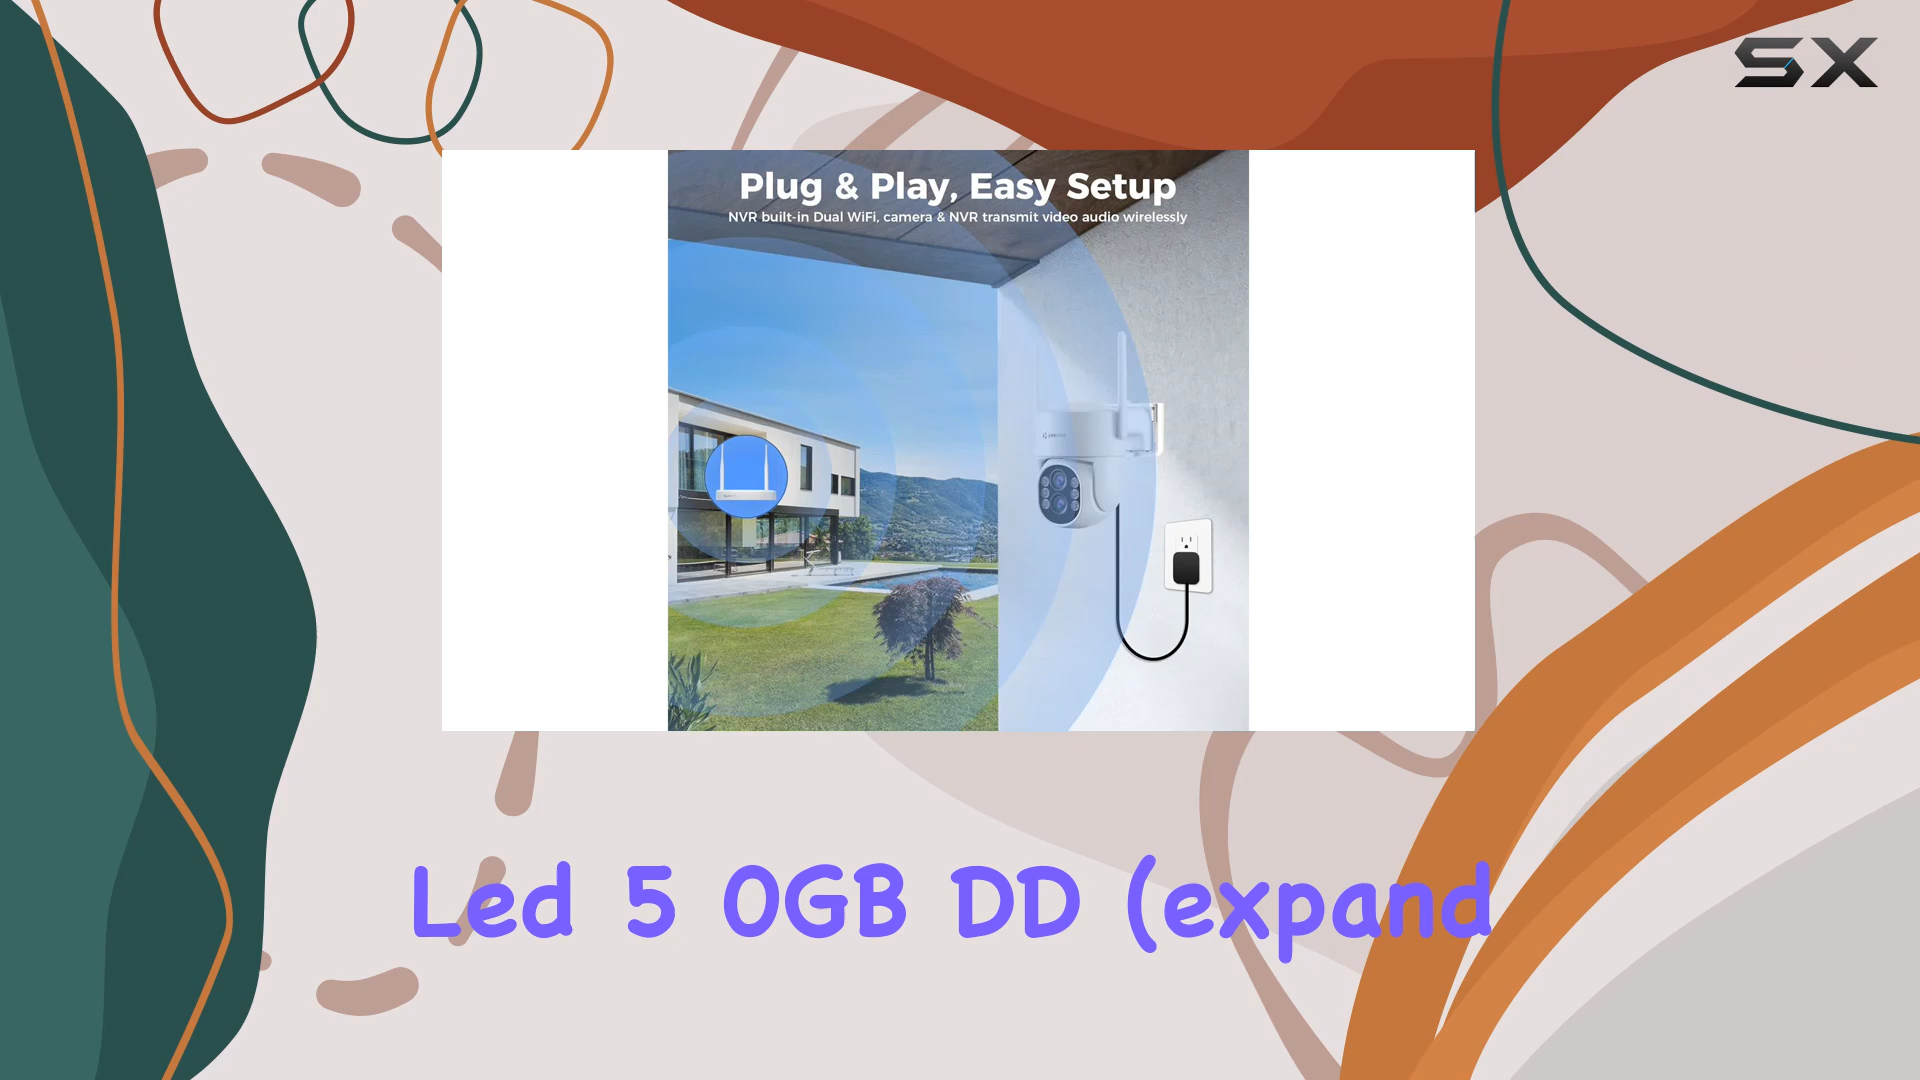 SX
Plug & Play, Easy Setup
NVR built-in Dual WiFi, camera & NVR transmit video audio wirelessly
Led 5 0GB DD (expand